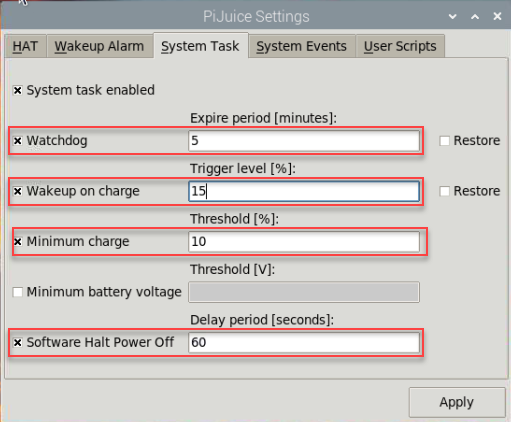 PiJuice Settings
HAT Wakeup Alarm System Task System Events User Scripts
System task enabled
Expire period [minutes]:
Watchdog 5 Restore
Trigger level [%]:
Wakeup on charge 15 Restore
Threshold [%]:
Minimum charge 10
Threshold [V]:
Minimum battery voltage
Delay period [seconds]:
Software Halt Power Off 60
Apply